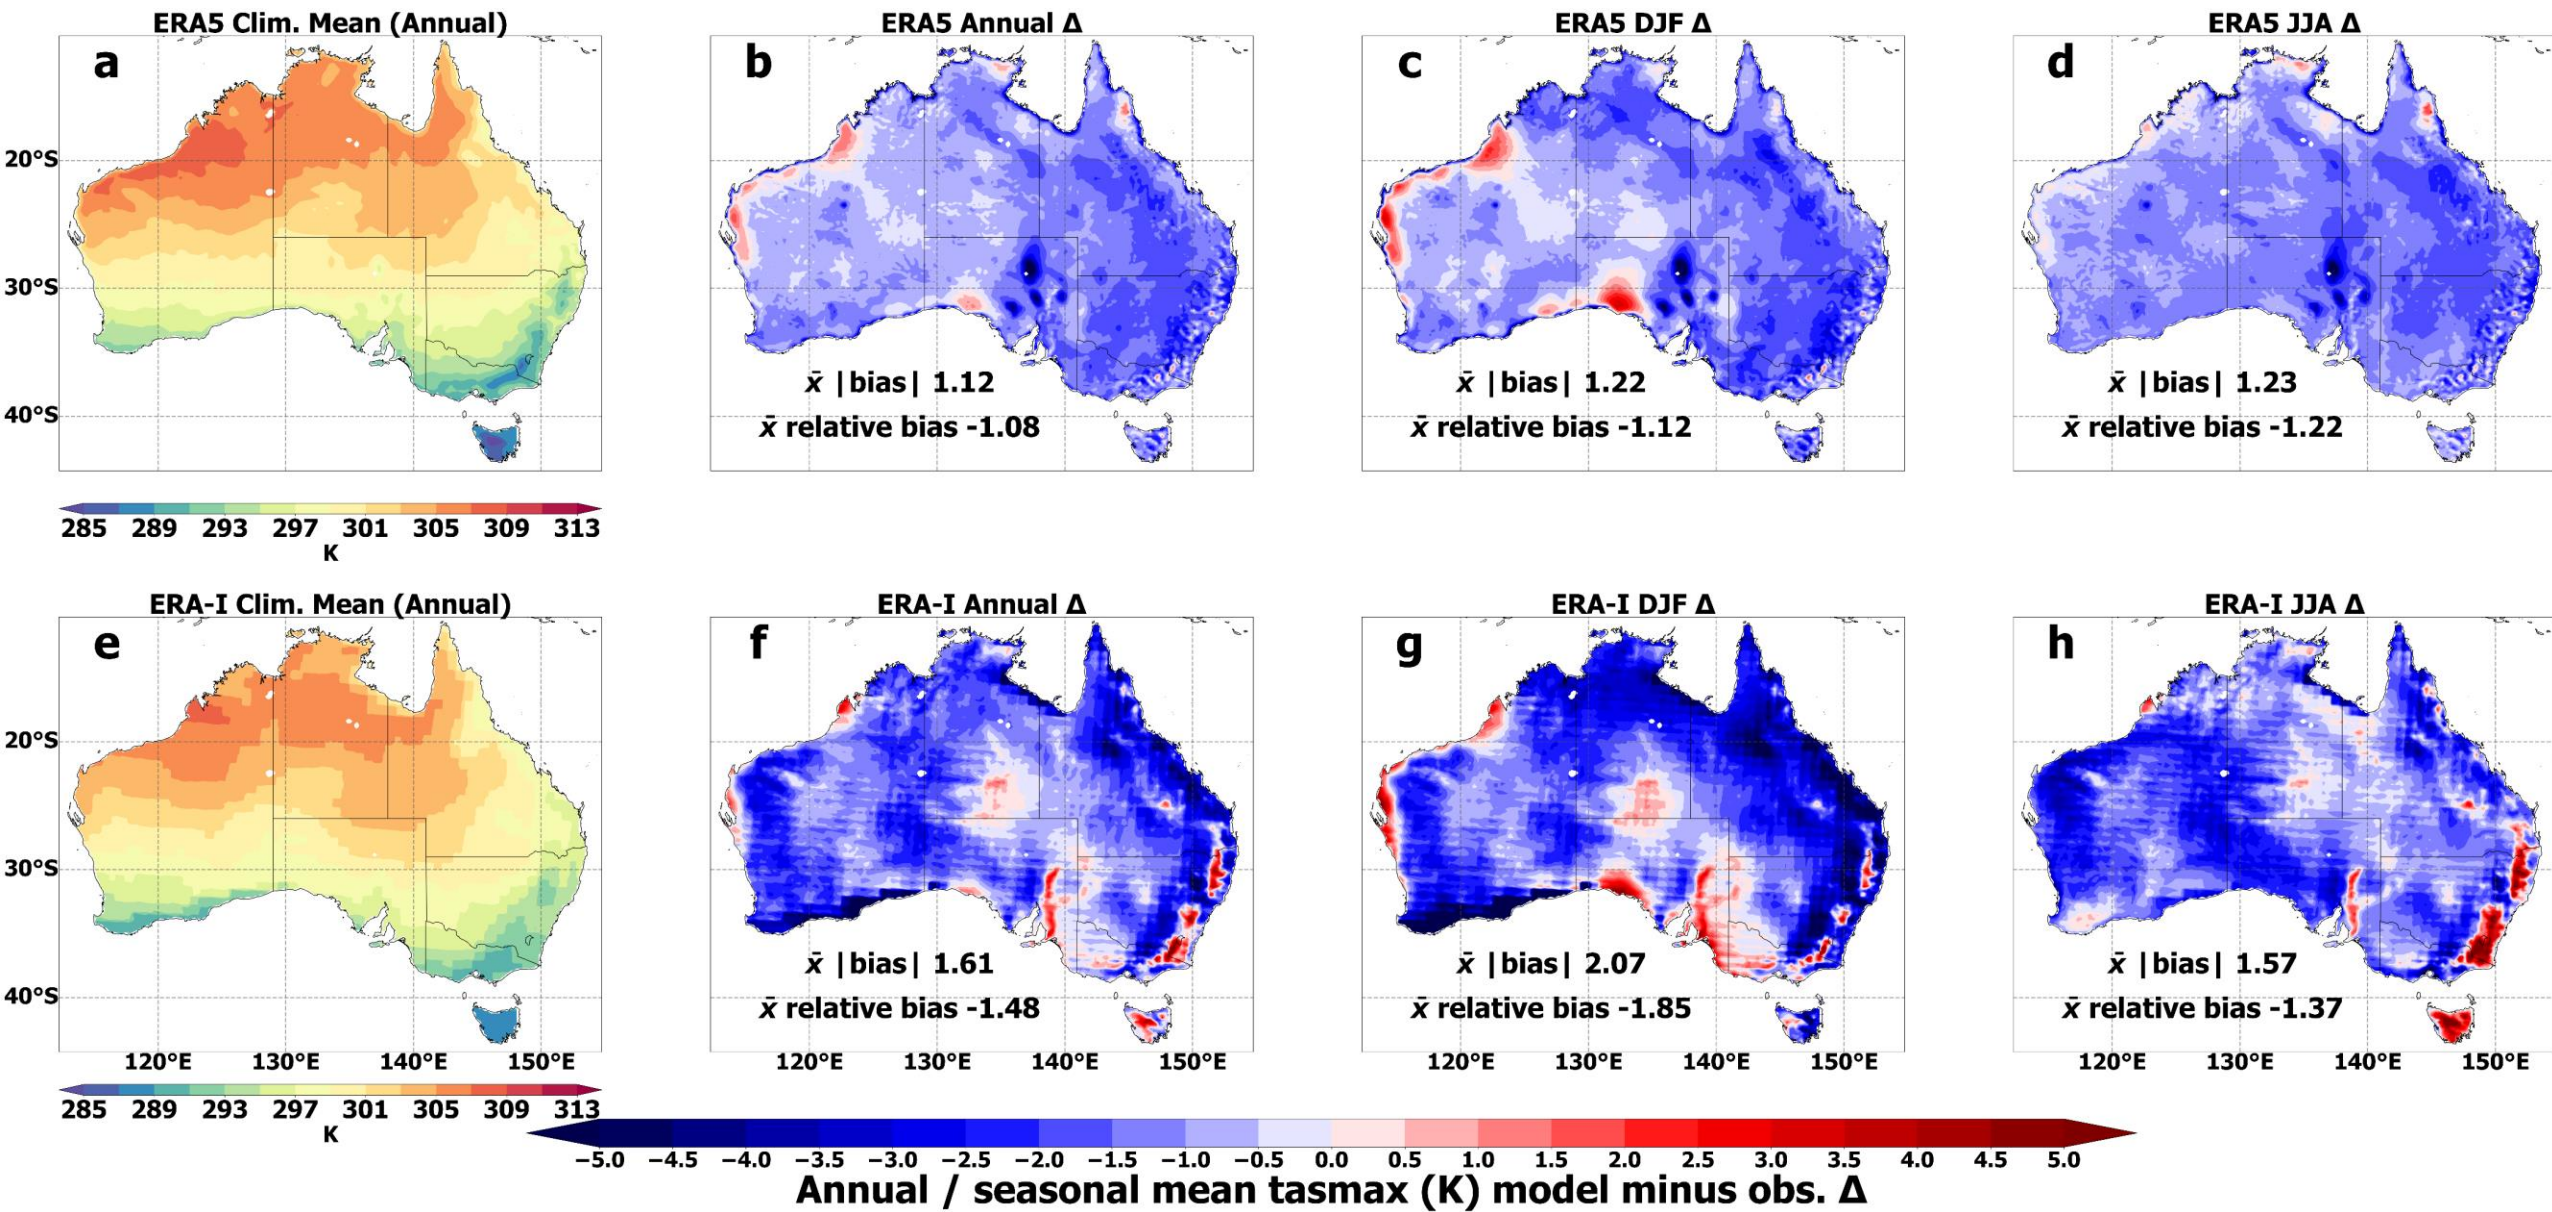 ERA5 Clim. Mean (Annual)
ERA5 Annual Δ
ERA5 DJF Δ
ERA5 JJA Δ
a
b
c
d
20°S
30°S
40°S
x̄ |bias| 1.12
x̄ relative bias -1.08
x̄ |bias| 1.22
x̄ relative bias -1.12
x̄ |bias| 1.23
x̄ relative bias -1.22
285 289 293 297 301 305 309 313
K
ERA-I Clim. Mean (Annual)
ERA-I Annual Δ
ERA-I DJF Δ
ERA-I JJA Δ
e
f
g
h
20°S
30°S
40°S
x̄ |bias| 1.61
x̄ relative bias -1.48
x̄ |bias| 2.07
x̄ relative bias -1.85
x̄ |bias| 1.57
x̄ relative bias -1.37
120°E 130°E 140°E 150°E
120°E 130°E 140°E 150°E
120°E 130°E 140°E 150°E
120°E 130°E 140°E 150°E
285 289 293 297 301 305 309 313
K
−5.0 −4.5 −4.0 −3.5 −3.0 −2.5 −2.0 −1.5 −1.0 −0.5 0.0 0.5 1.0 1.5 2.0 2.5 3.0 3.5 4.0 4.5 5.0
Annual / seasonal mean tasmax (K) model minus obs. Δ